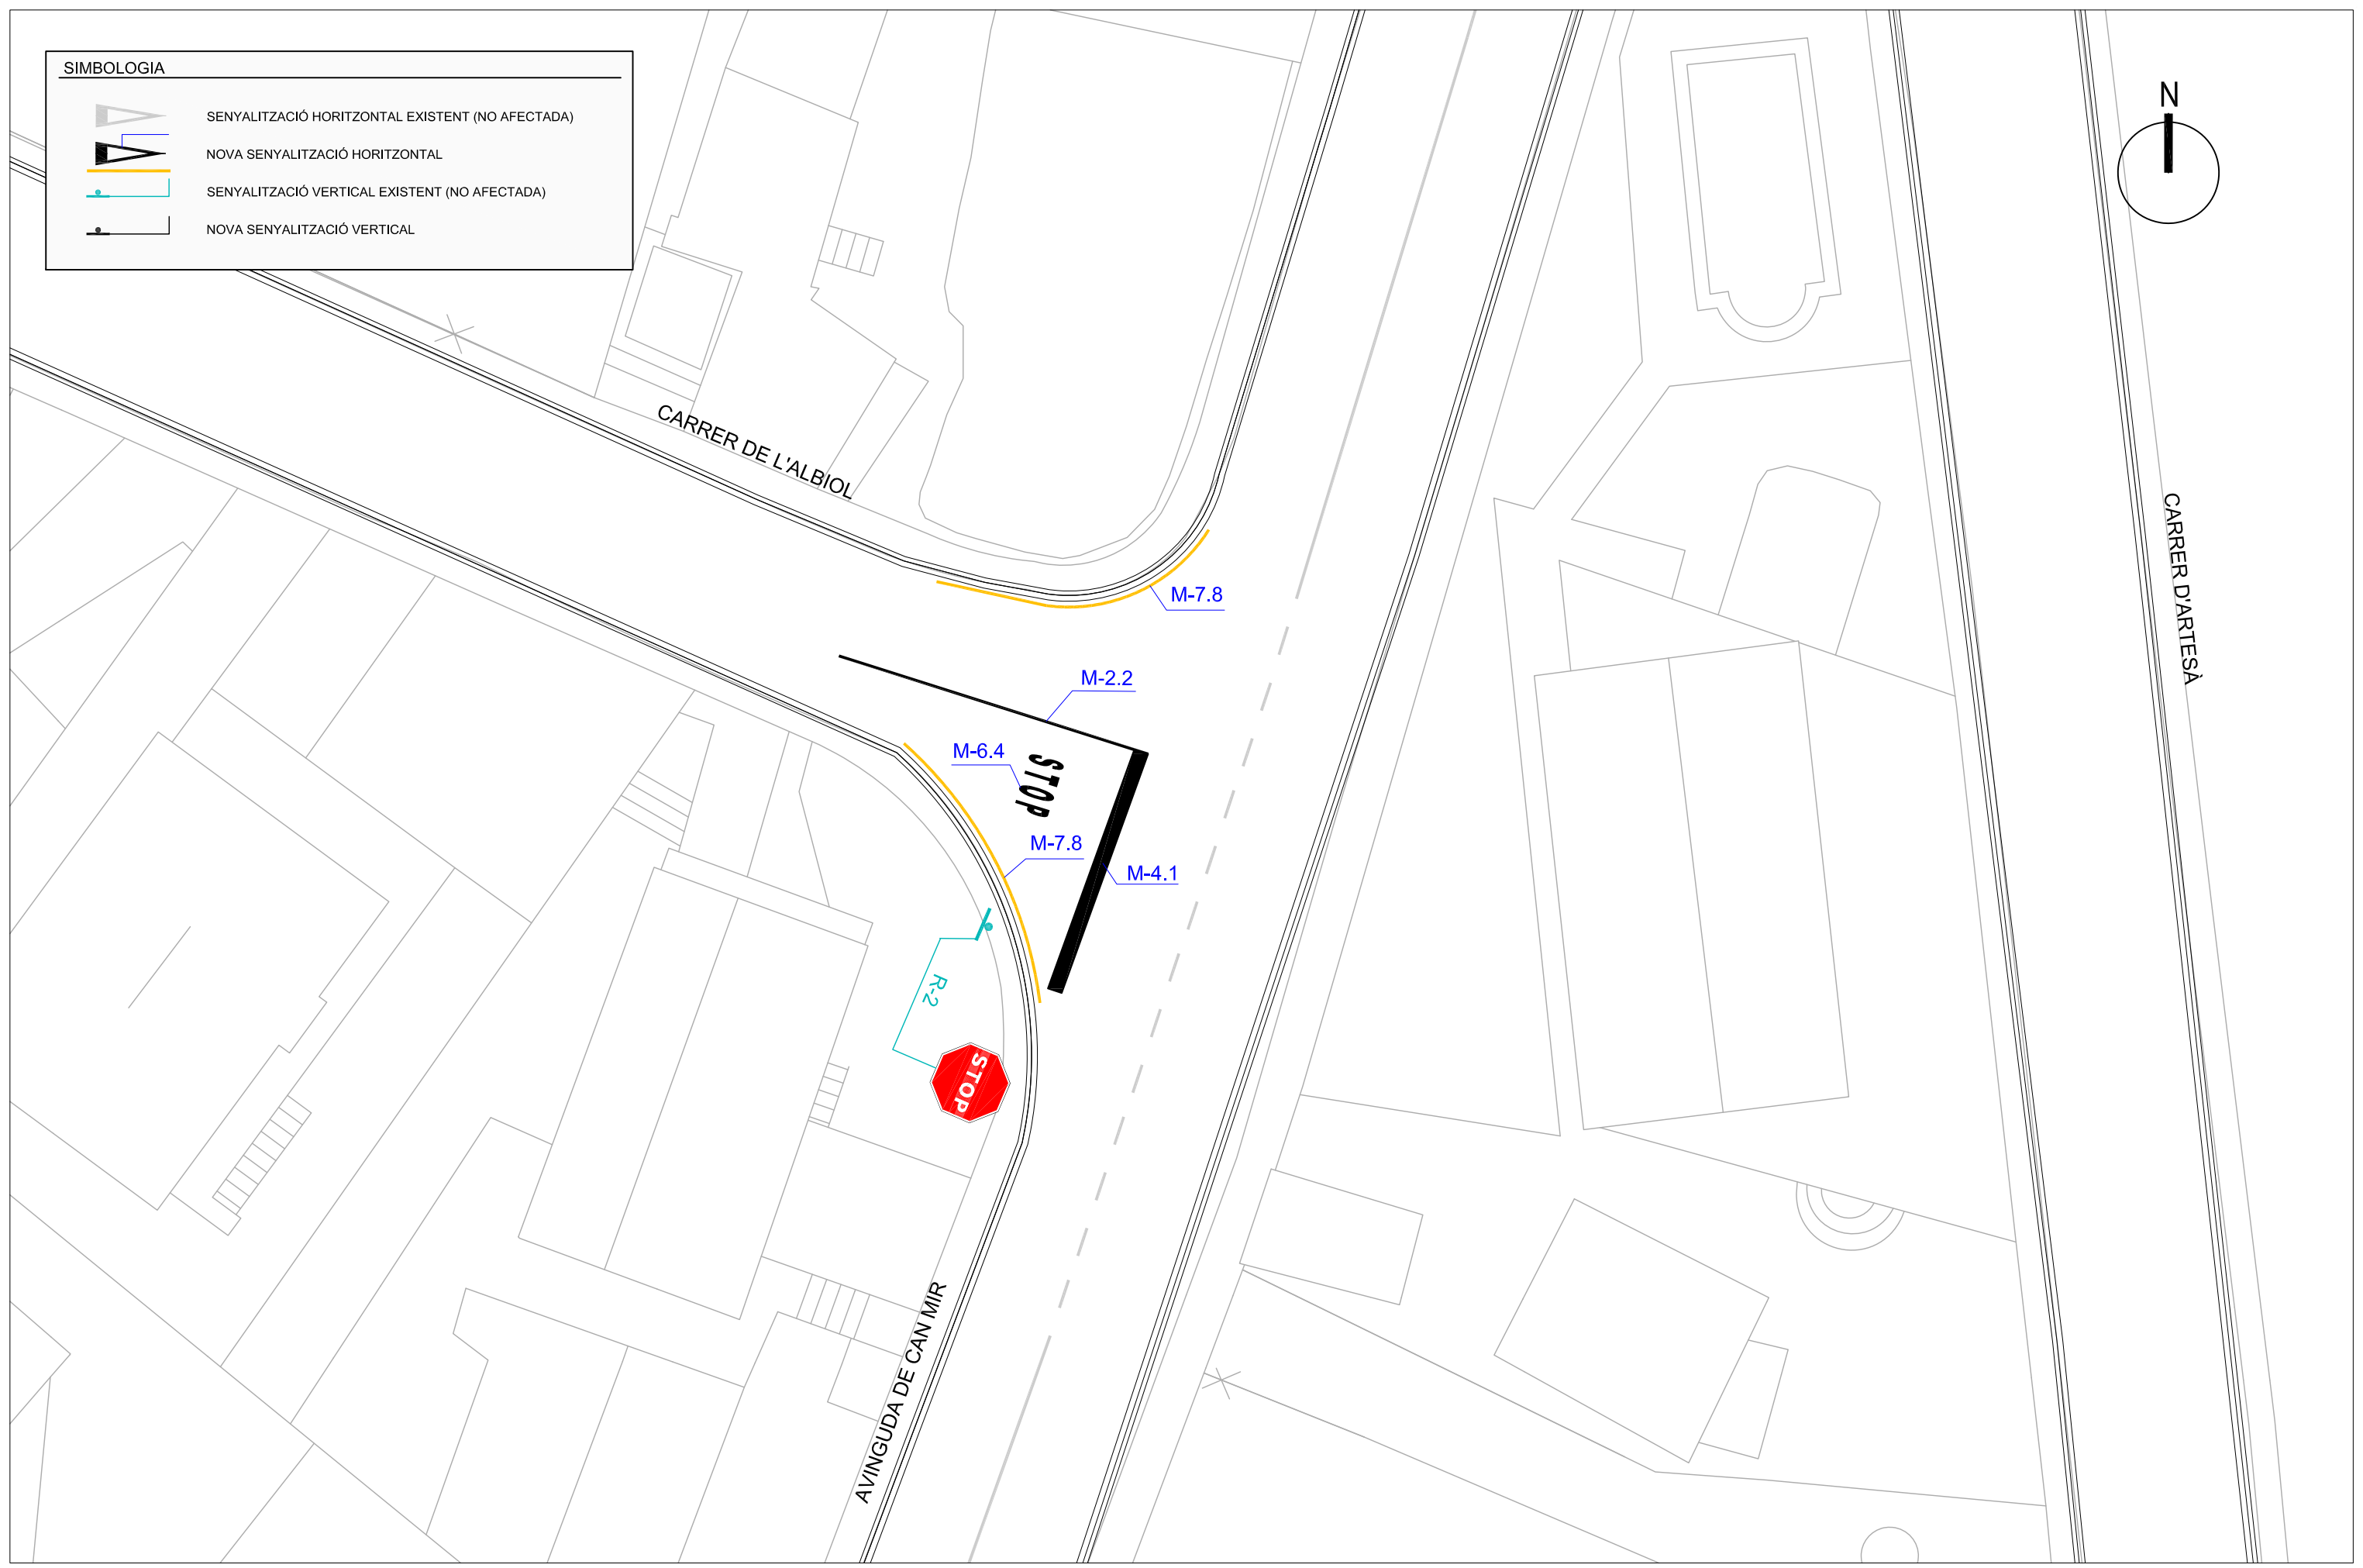 SIMBOLOGIA
SENYALITZACIÓ HORITZONTAL EXISTENT (NO AFECTADA)
NOVA SENYALITZACIÓ HORITZONTAL
SENYALITZACIÓ VERTICAL EXISTENT (NO AFECTADA)
NOVA SENYALITZACIÓ VERTICAL
N
CARRER DE L'ALBIOL
CARRER D'ARTESÀ
M-7.8
M-2.2
M-6.4
STOP
M-7.8
M-4.1
R-2
STOP
AVINGUDA DE CAN MIR